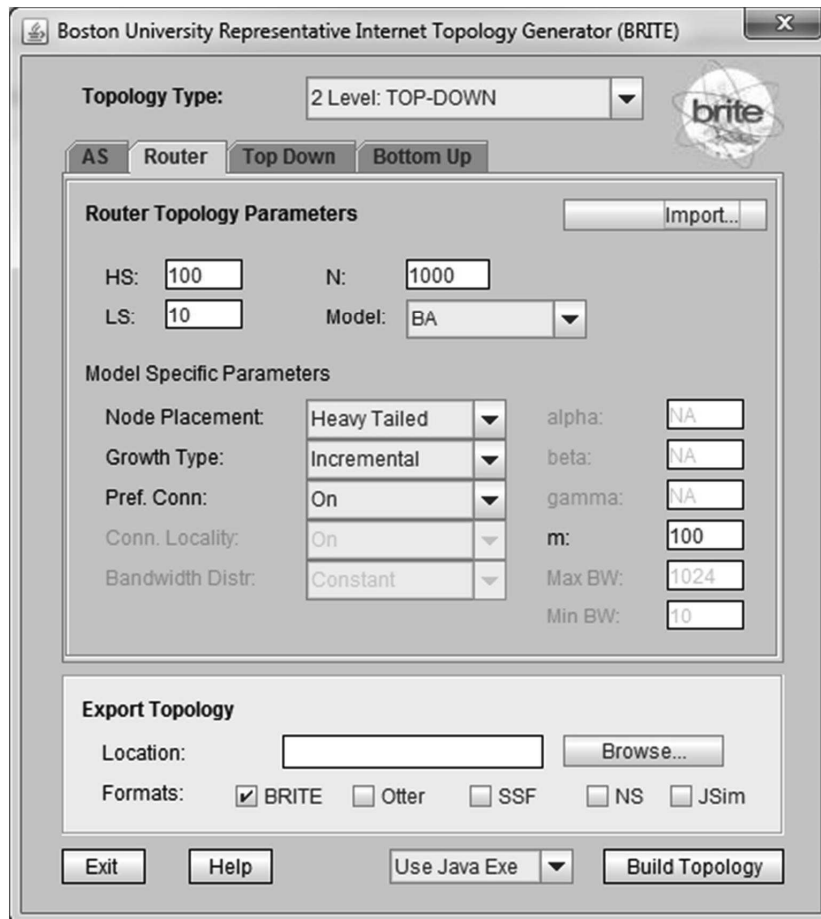 Boston University Representative Internet Topology Generator (BRITE)
X
Topology Type: 2 Level: TOP-DOWN
brite
AS Router Top Down Bottom Up
Router Topology Parameters Import...
HS: 100 N: 1000
LS: 10 Model: BA
Model Specific Parameters
Node Placement: Heavy Tailed alpha: NA
Growth Type: Incremental beta: NA
Pref. Conn: On gamma: NA
Conn. Locality: On m: 100
Bandwidth Distr: Constant Max BW: 1024
Min BW: 10
Export Topology
Location: Browse...
Formats: BRITE Otter SSF NS JSim
Exit Help Use Java Exe Build Topology